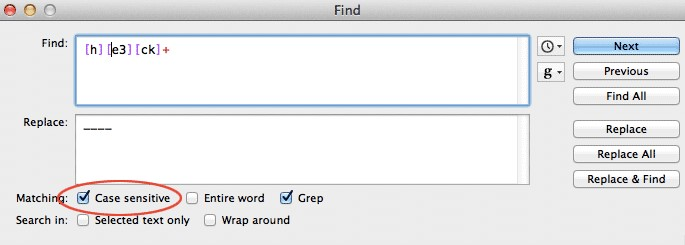 Find
Find: [h][e3][ck]+ Next
g Previous
Find All
Replace: ____ Replace
Replace All
Replace & Find
Matching: Case sensitive Entire word Grep
Search in: Selected text only Wrap around